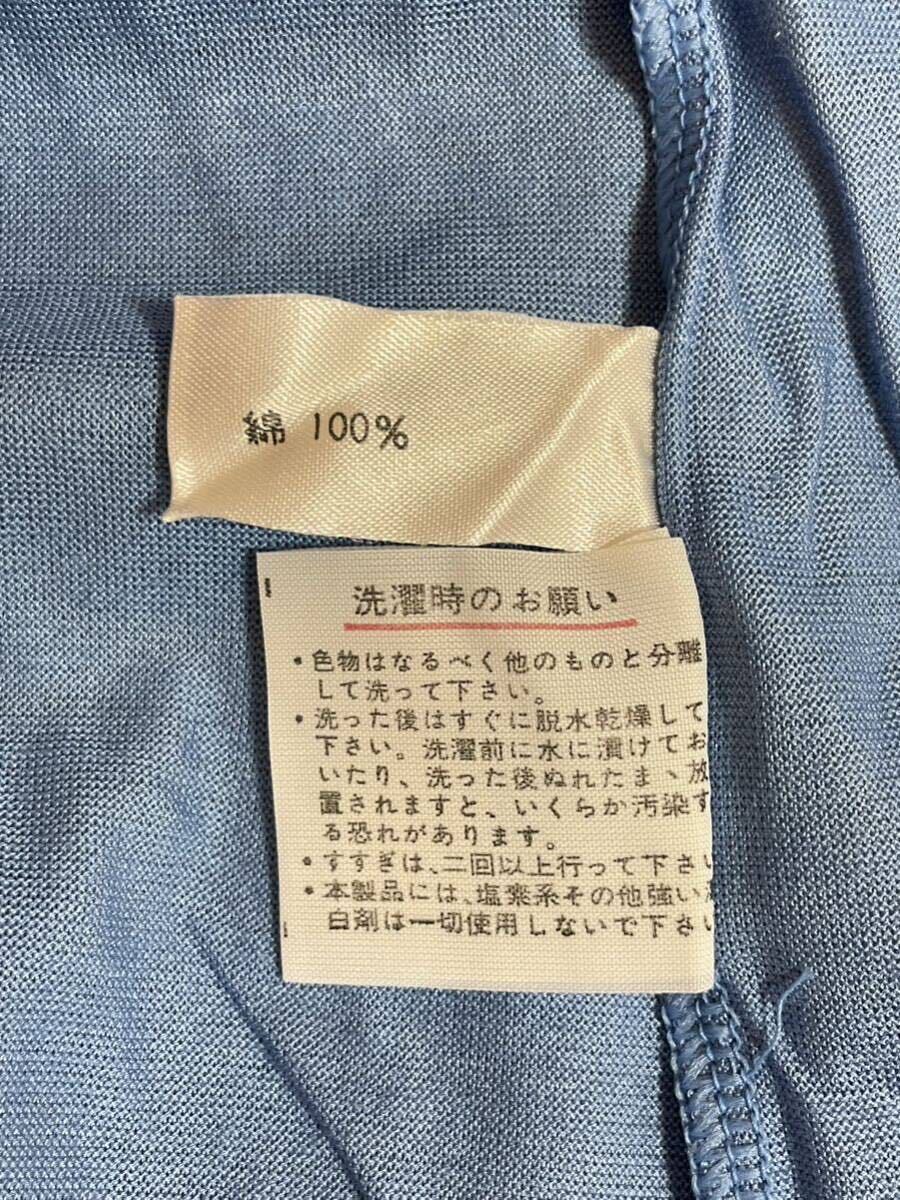 綿 100%
洗濯時のお願い
・色物はなるべく他のものと分離
して洗って下さい。
・洗った後はすぐに脱水乾燥して
下さい。洗濯前に水に漬けてお
いたり、洗った後ぬれたまヽ放
置されますと、いくらか汚染す
る恐れがあります。
・すすぎは、二回以上行って下さい
・本製品には、塩素系その他強い
白剤は一切使用しないで下さい